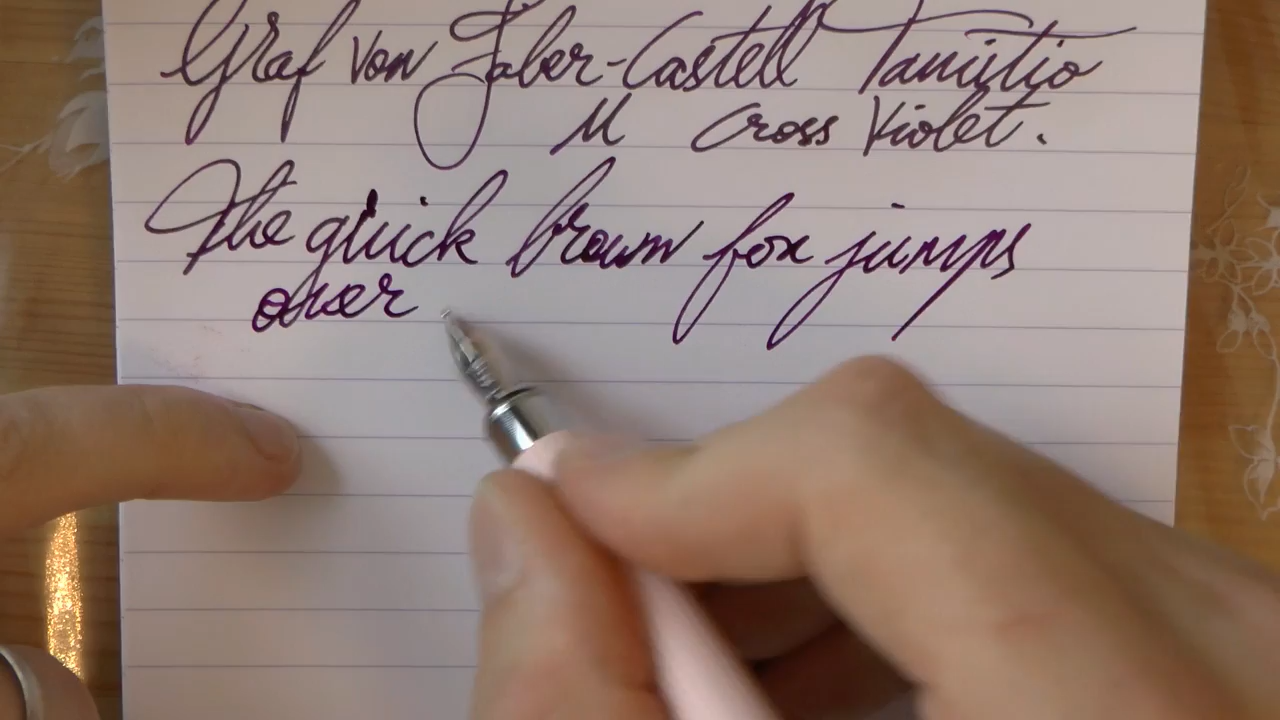 Graf von Faber-Castell Tamitio
M Cross Violet.
The quick brown fox jumps
over